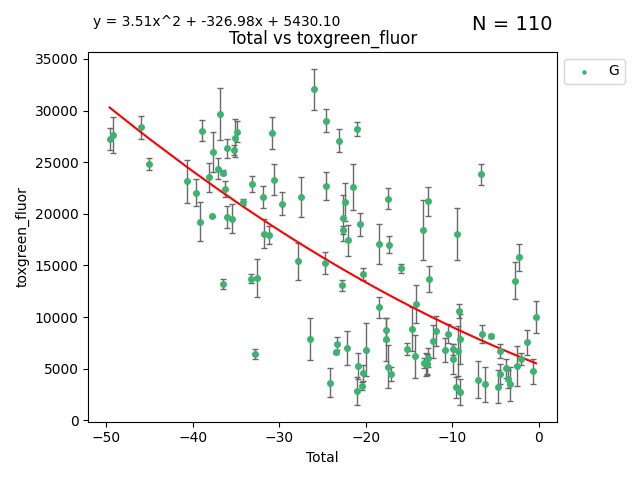 y = 3.51x^2 + -326.98x + 5430.10
N = 110
Total vs toxgreen_fluor
G
35000
30000
25000
20000
15000
10000
5000
0
toxgreen_fluor
−50 −40 −30 −20 −10 0
Total